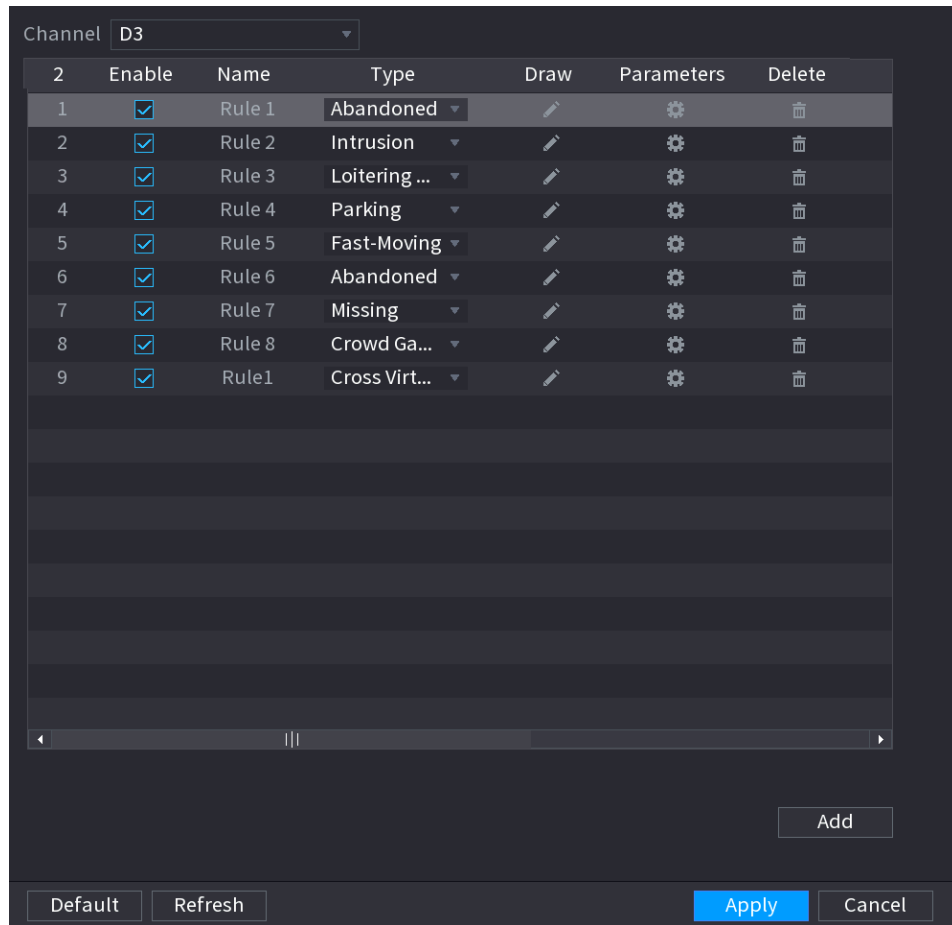 Channel D3
2 Enable Name Type Draw Parameters Delete
1 Rule 1 Abandoned
2 Rule 2 Intrusion
3 Rule 3 Loitering ...
4 Rule 4 Parking
5 Rule 5 Fast-Moving
6 Rule 6 Abandoned
7 Rule 7 Missing
8 Rule 8 Crowd Ga...
9 Rule1 Cross Virt...
Add
Default Refresh Apply Cancel